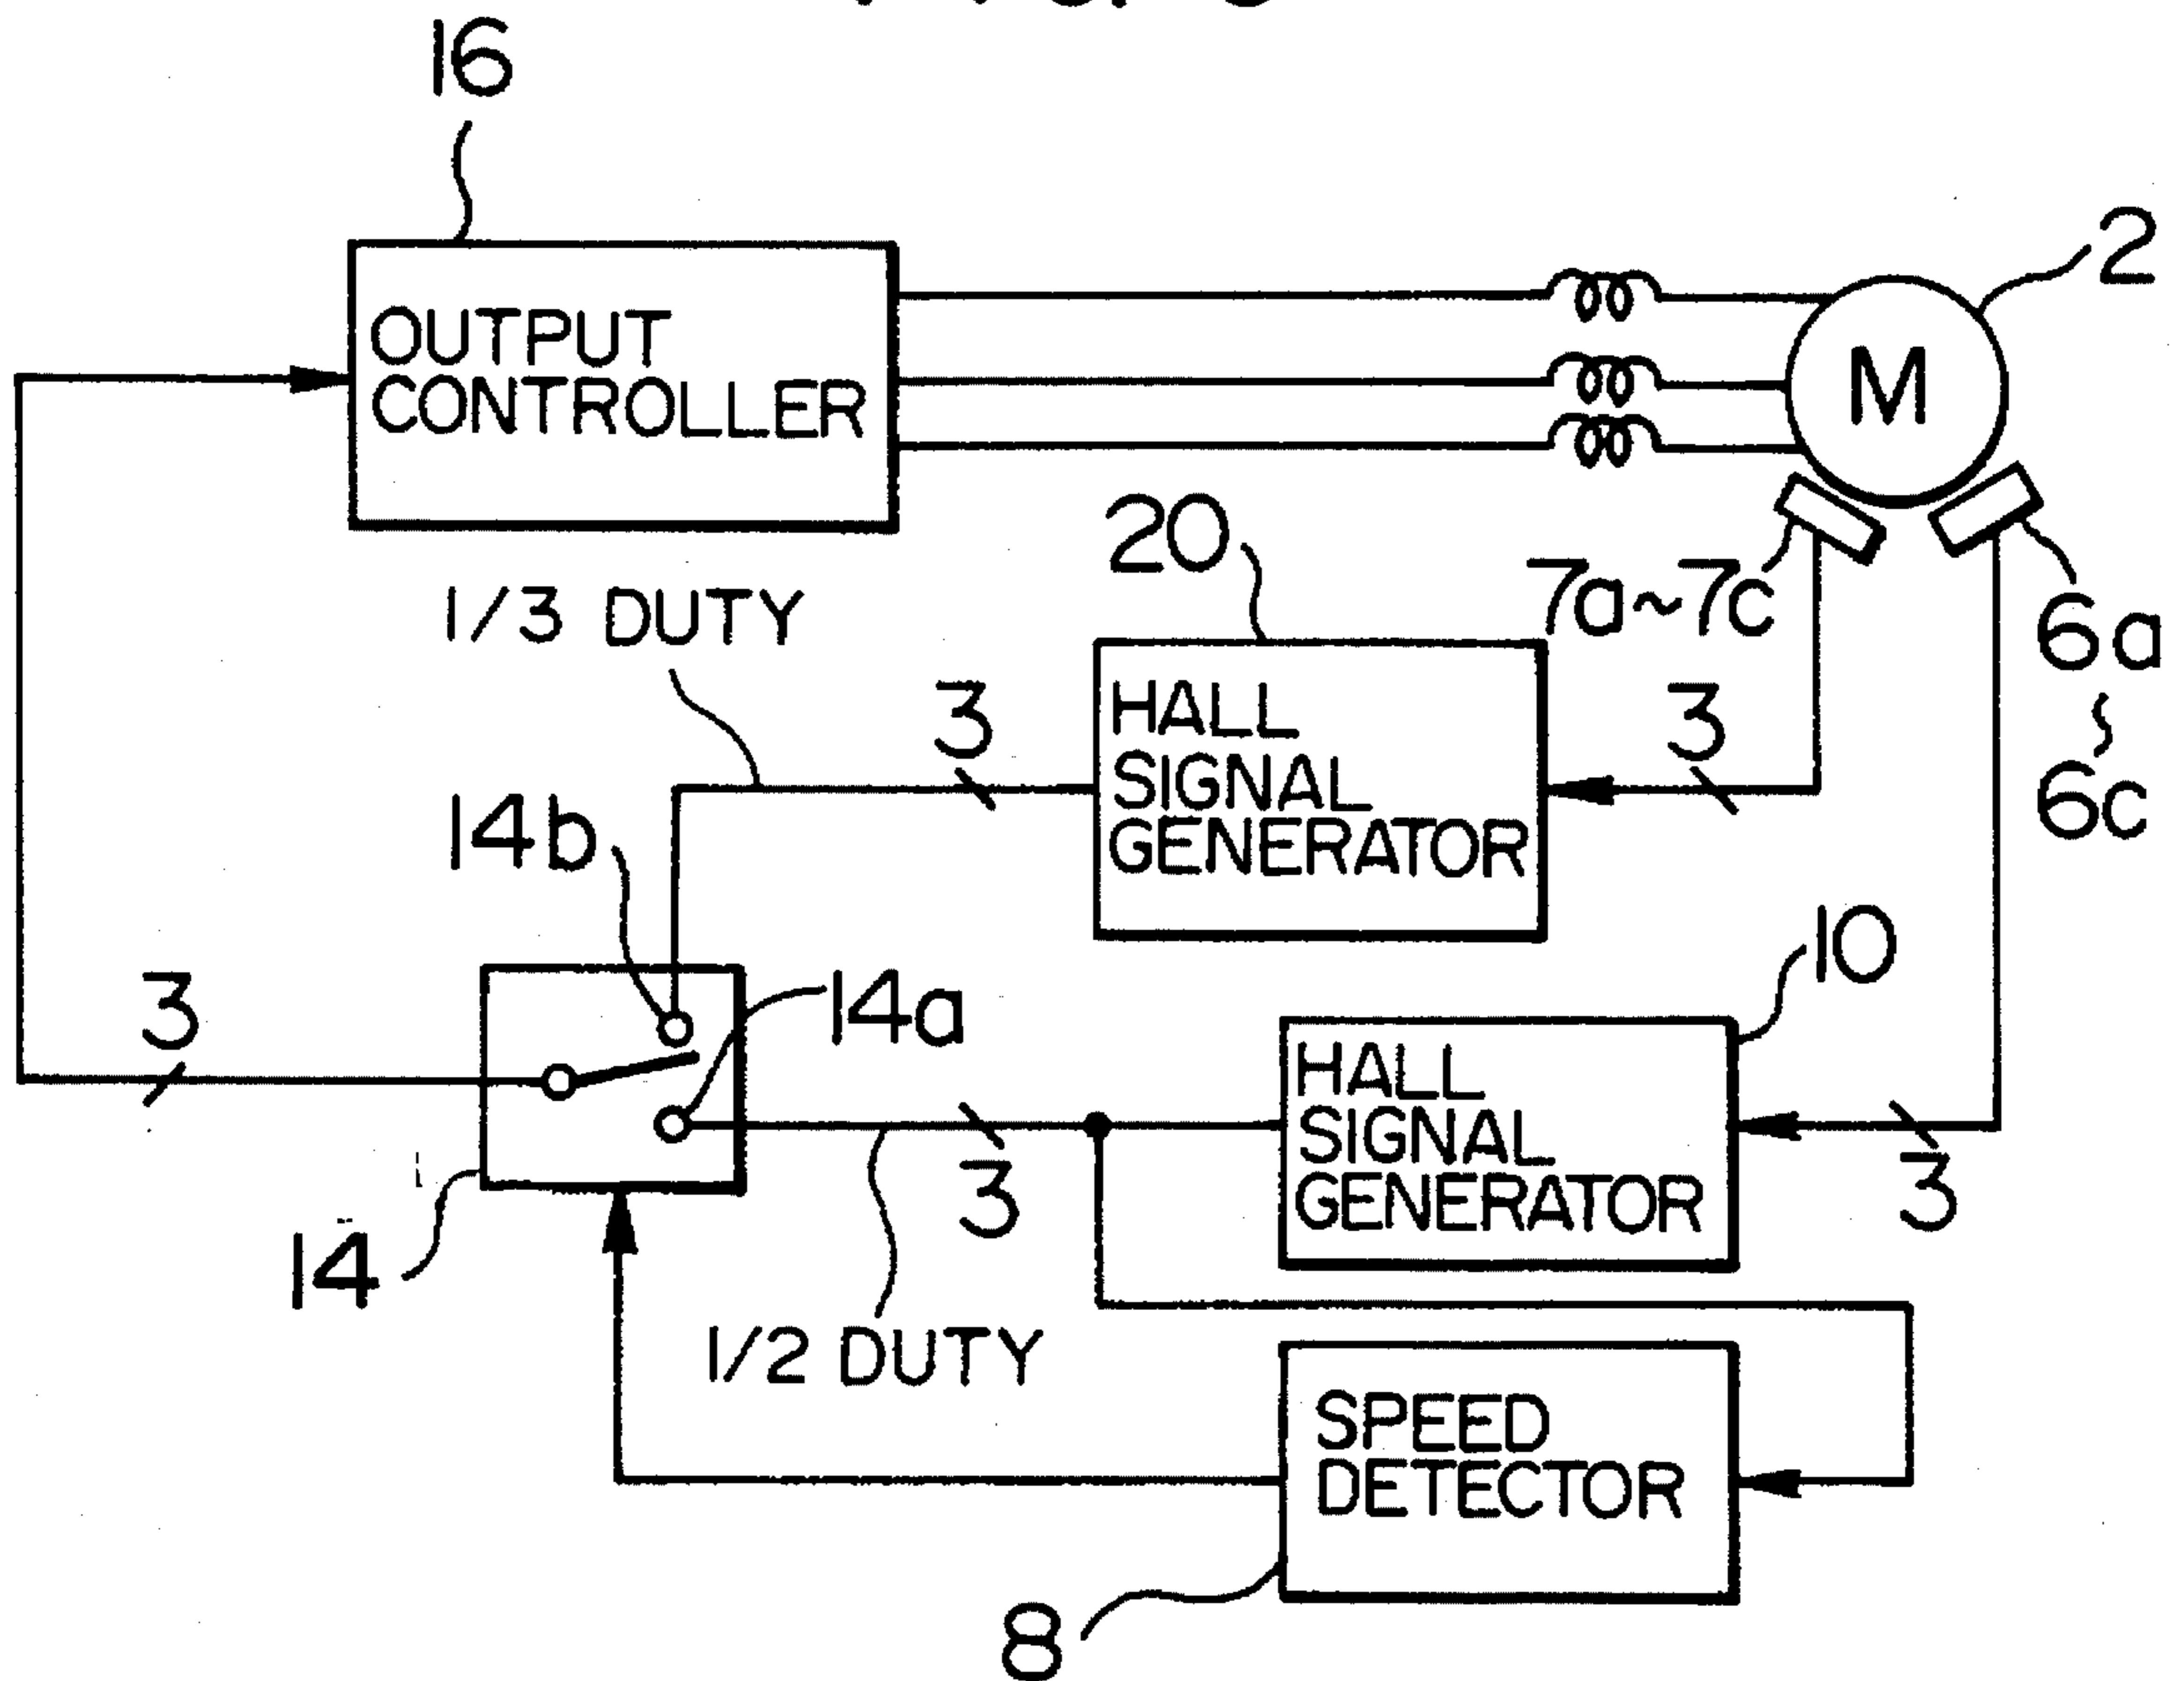 16
2
OUTPUT
CONTROLLER
M
20
7a~7c
6a
~
6c
1/3 DUTY
3
3
HALL
SIGNAL
GENERATOR
14b
10
3
14a
HALL
SIGNAL
GENERATOR
3
3
14
1/2 DUTY
SPEED
DETECTOR
8